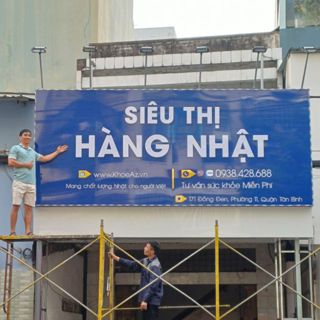 SIÊU THỊ
HÀNG NHẬT
www.KhoeAz.vn
0938.428.688
Mang chất lượng Nhật cho người Việt
Tư vấn sức khỏe Miễn Phí
171 Đồng Đen, Phường 11, Quận Tân Bình